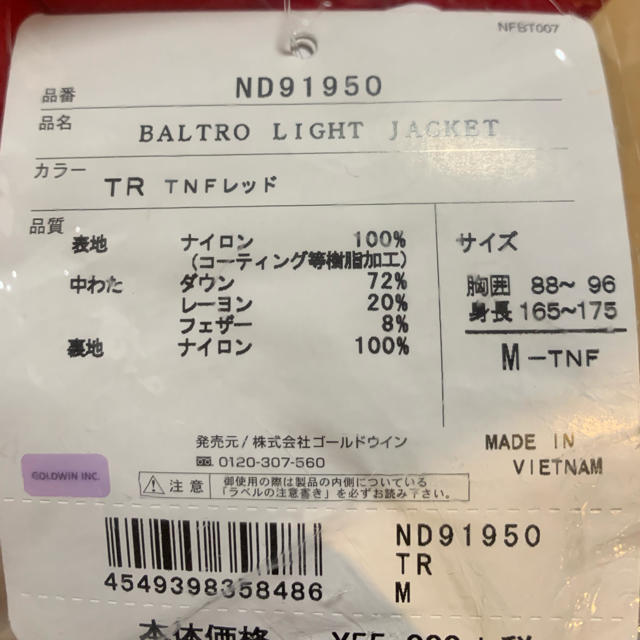 NFBT007
品番 ND91950
品名 BALTRO LIGHT JACKET
カラー TR TNFレッド
品質
表地 ナイロン 100%
(コーティング等樹脂加工)
中わた ダウン 72%
レーヨン 20%
フェザー 8%
裏地 ナイロン 100%
サイズ
胸囲 88~ 96
身長 165~175
M-TNF
発売元/株式会社ゴールドウイン
0120-307-560
MADE IN
VIETNAM
GOLDWIN INC.
注意 御使用の際は製品の内側についている
「ラベルの注意書き」を必ずお読み下さい。
4549398358486
ND91950
TR
M
本体価格